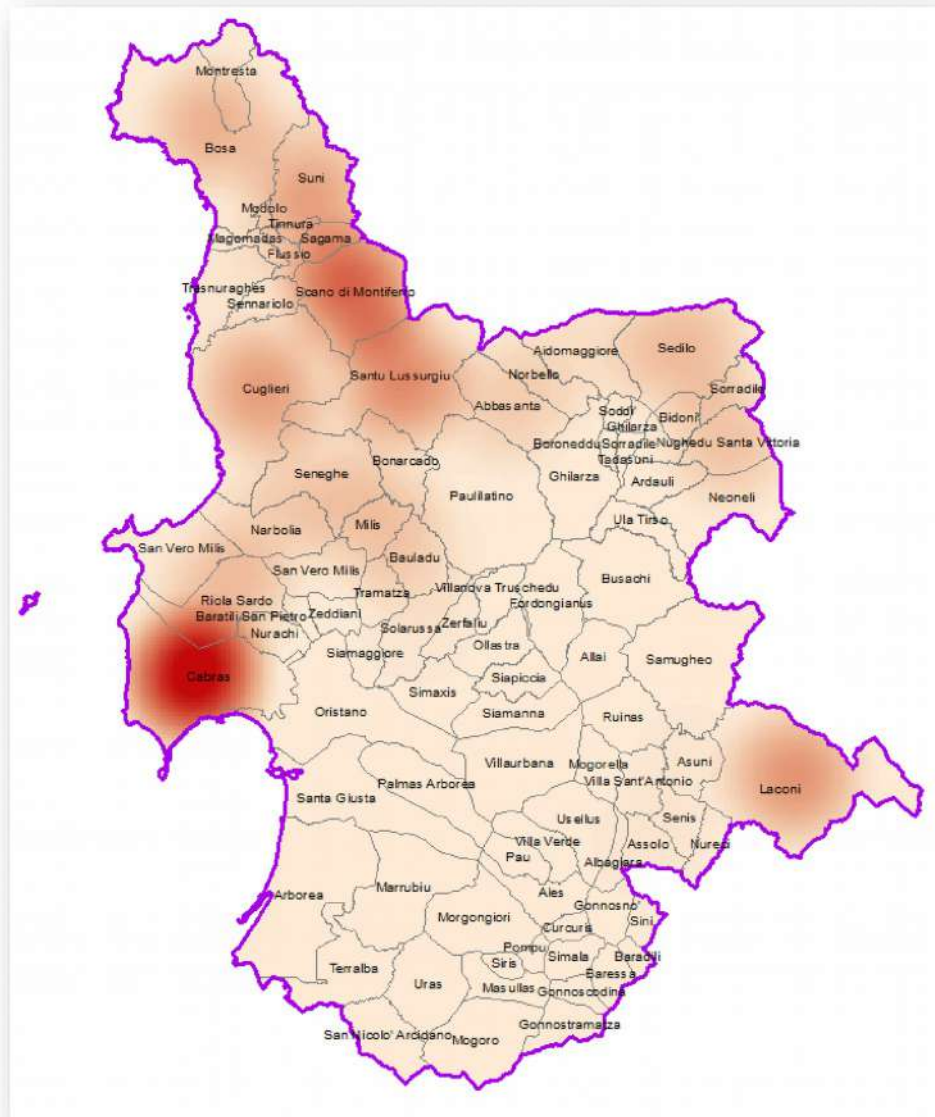 Montresta
Bosa
Suni
Modolo
Tinnura
Magomadas
Sagama
Flussio
Tresnuraghes
Scano di Montiferro
Sennariolo
Aidomaggiore
Sedilo
Cuglieri
Santu Lussurgiu
Norbello
Sorradile
Abbasanta
Soddi'
Bidoni'
Ghilarza
Boroneddu
Sorradile
Nughedu Santa Vittoria
Tadasuni
Bonarcado
Seneghe
Ghilarza
Ardauli
Paulilatino
Neoneli
Narbolia
Milis
Ula Tirso
San Vero Milis
Bauladu
San Vero Milis
Busachi
Villanova Truschedu
Tramatza
Riola Sardo
Fordongianus
Baratili San Pietro
Zeddiani
Zerfaliu
Solarussa
Nurachi
Ollastra
Siamaggiore
Allai
Samugheo
Cabras
Siapiccia
Simaxis
Oristano
Siamanna
Ruinas
Villaurbana
Mogorella
Asuni
Villa Sant'Antonio
Palmas Arborea
Laconi
Santa Giusta
Usellus
Senis
Villa Verde
Assolo
Nureci
Pau
Albagiara
Marrubiu
Arborea
Ales
Gonnosno'
Morgongiori
Sini
Curcuris
Pompu
Simala
Baradili
Siris
Terralba
Baressa
Uras
Masullas
Gonnoscodina
Gonnostramatza
San Nicolo' Arcidano
Mogoro